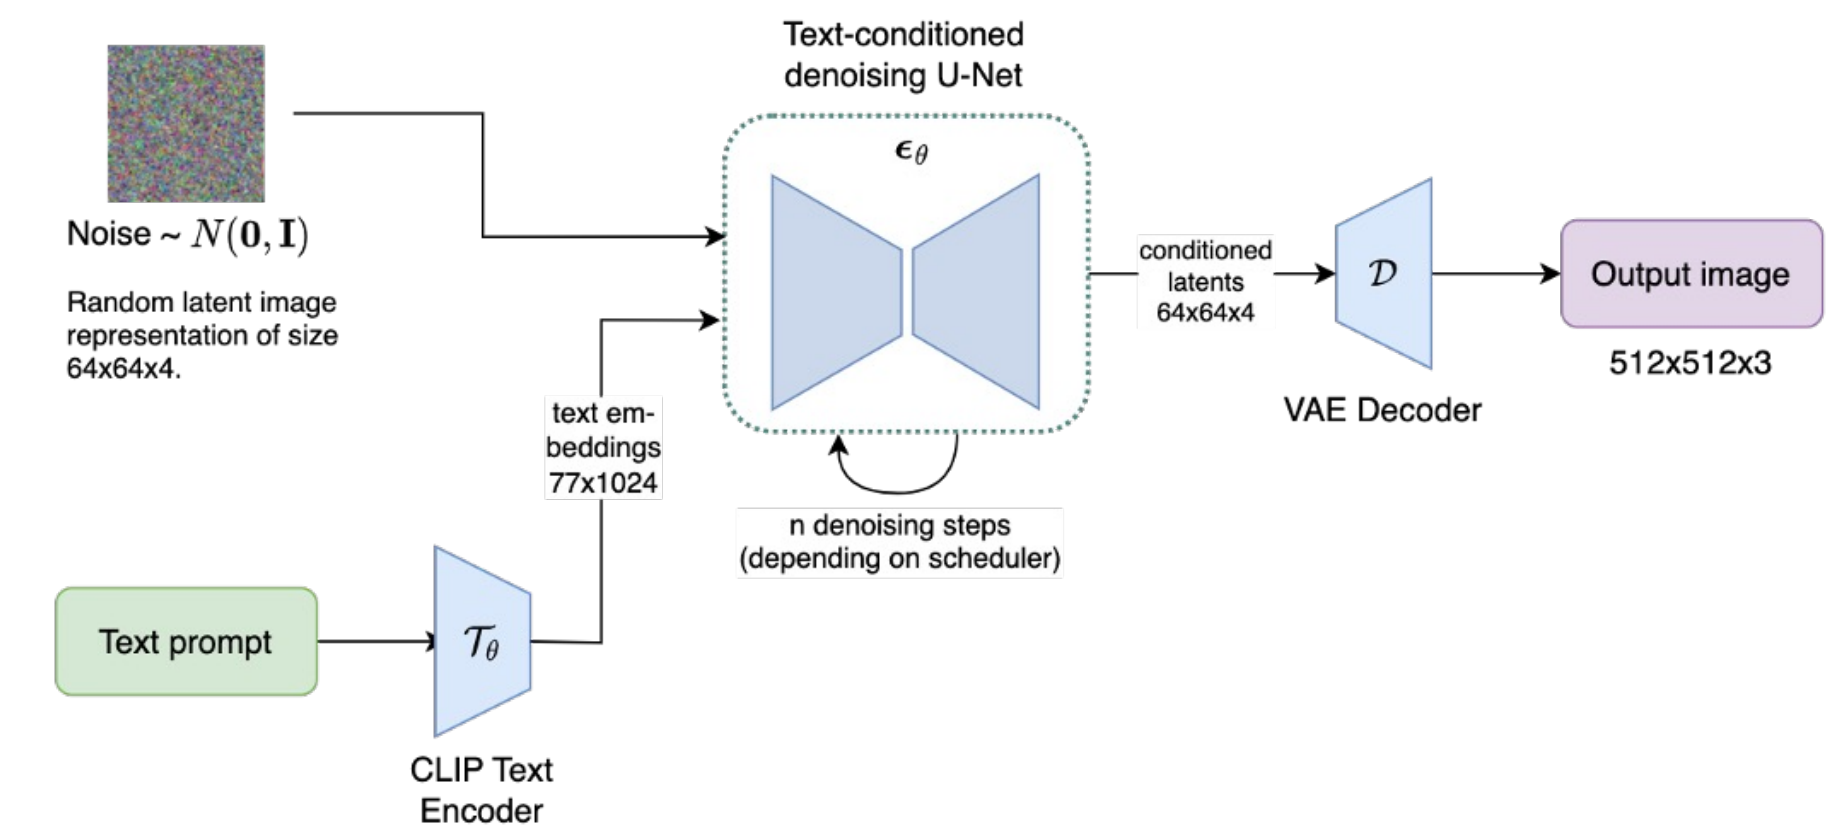 Text-conditioned
denoising U-Net
ϵθ
Noise ~ N(0, I)
Random latent image
representation of size
64x64x4.
text em-
beddings
77x1024
n denoising steps
(depending on scheduler)
conditioned
latents
64x64x4
D
VAE Decoder
Output image
512x512x3
Text prompt
Tθ
CLIP Text
Encoder